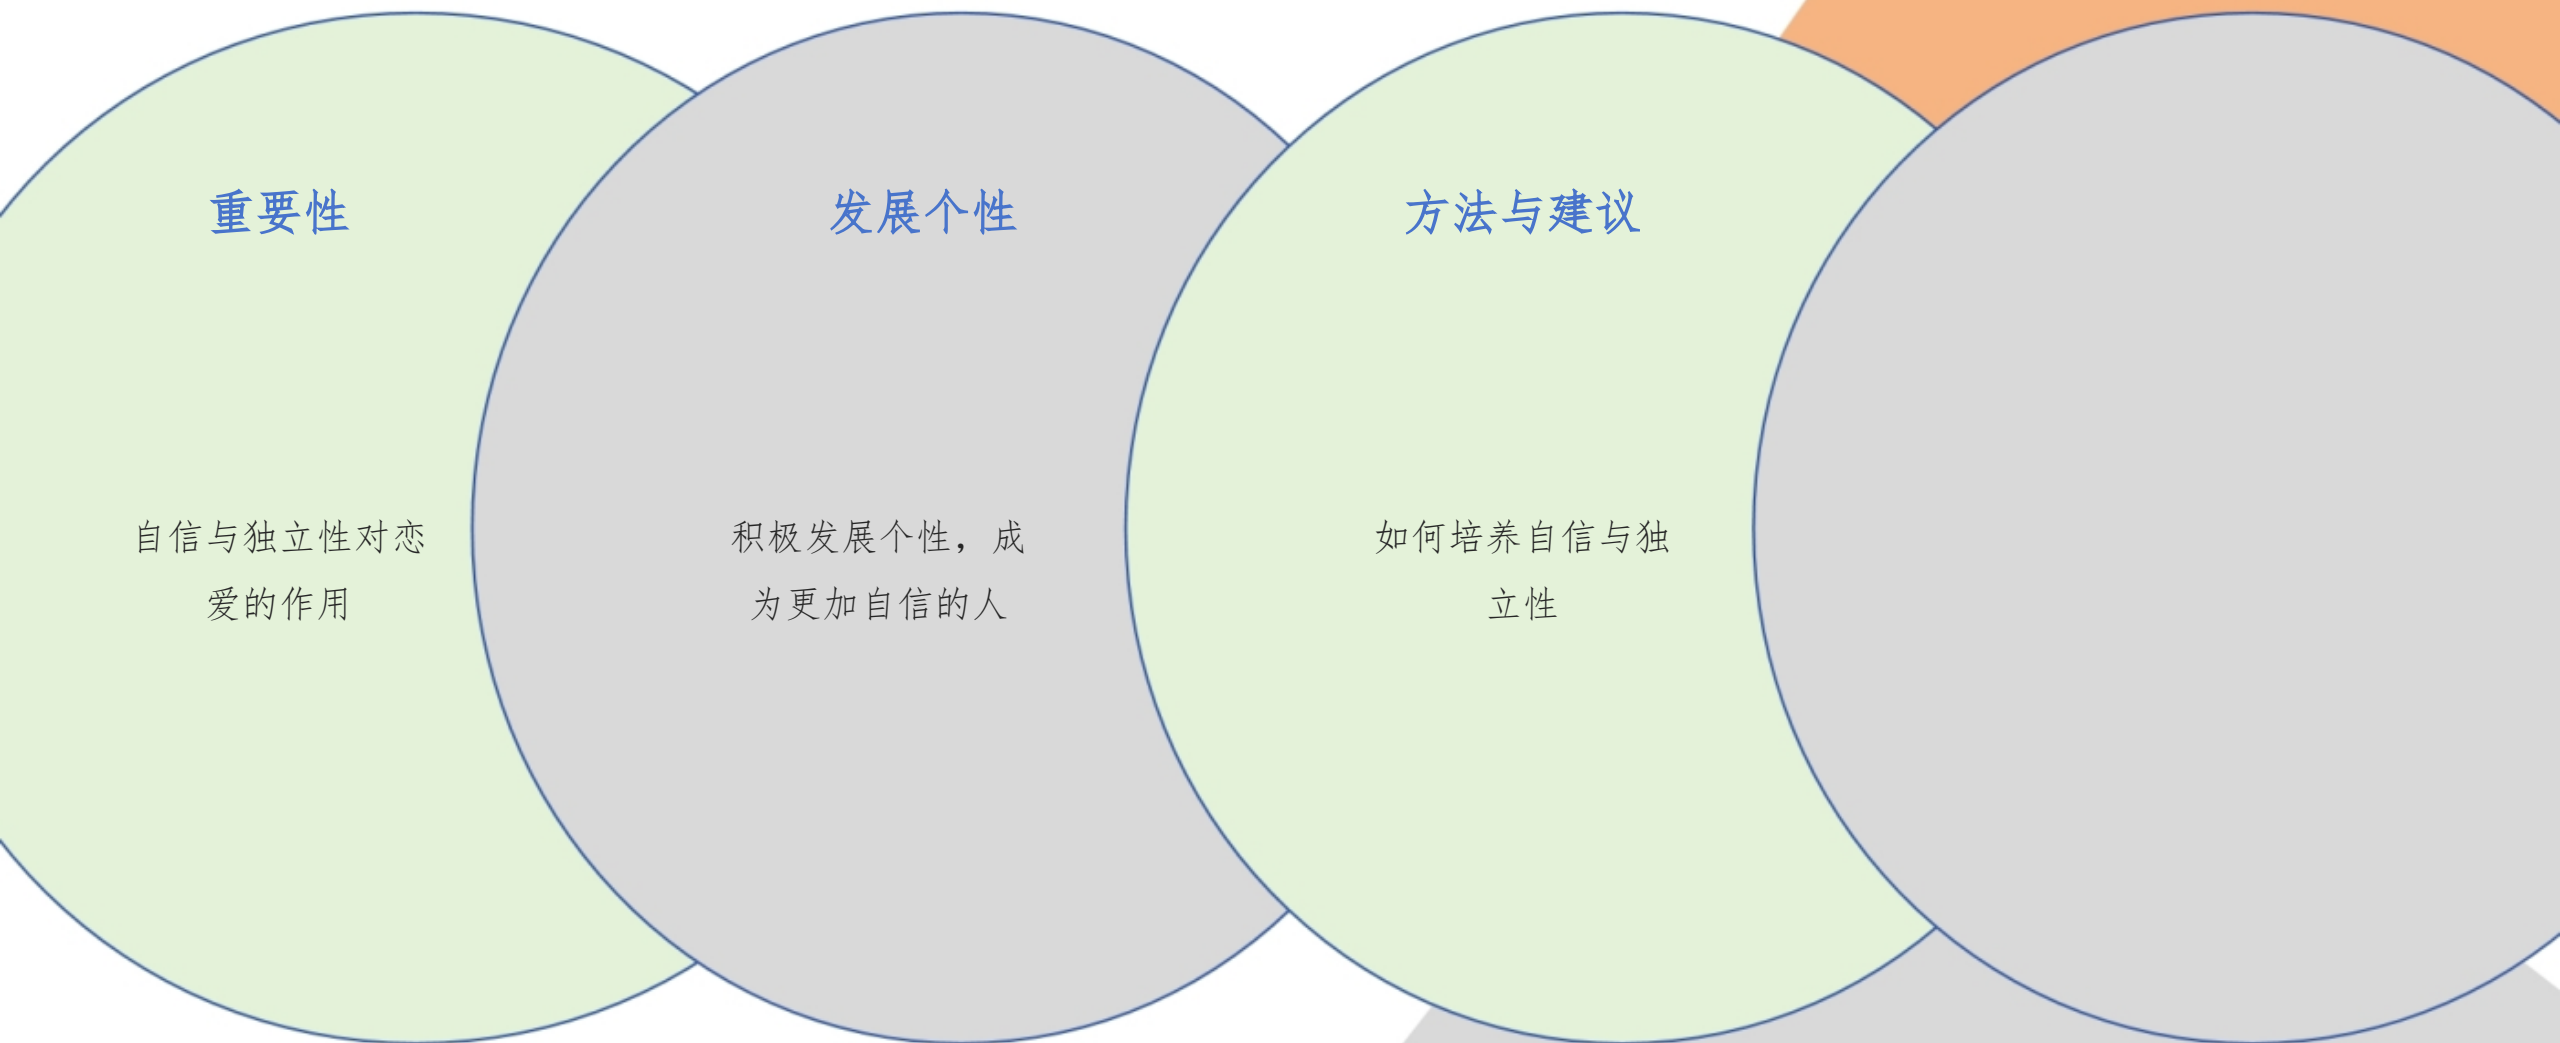 重要性
自信与独立性对恋
爱的作用
发展个性
积极发展个性，成
为更加自信的人
方法与建议
如何培养自信与独
立性